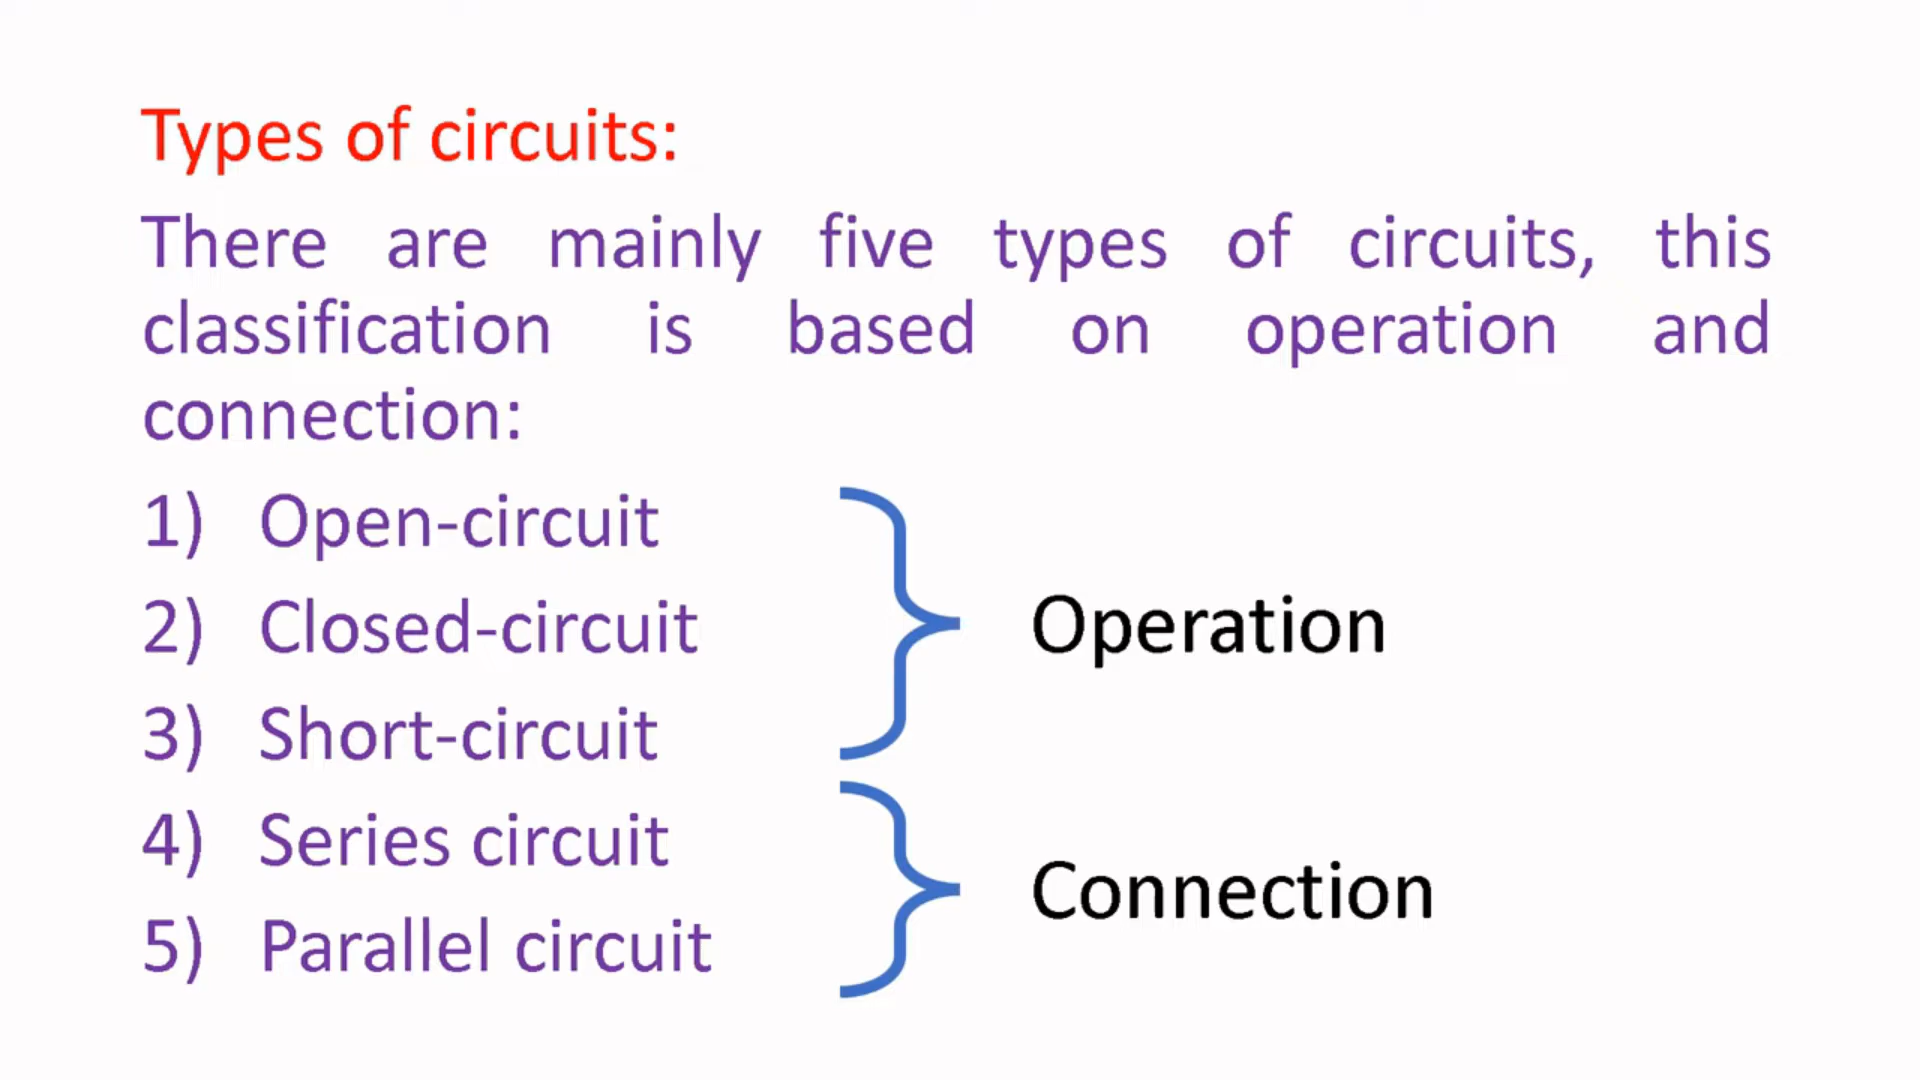 Types of circuits:
There are mainly five types of circuits, this
classification is based on operation and
connection:
1) Open-circuit
2) Closed-circuit
3) Short-circuit
Operation
4) Series circuit
5) Parallel circuit
Connection